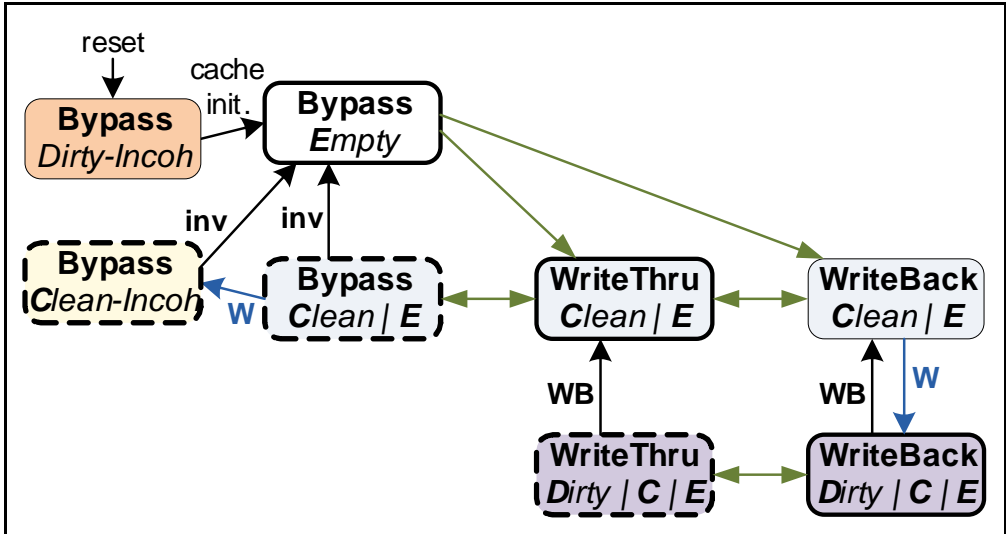 reset
cache
init.
Bypass
Dirty-Incoh
Bypass
Empty
inv
inv
Bypass
Clean-Incoh
W
Bypass
Clean | E
WriteThru
Clean | E
WriteBack
Clean | E
WB
WB
W
WriteThru
Dirty | C | E
WriteBack
Dirty | C | E